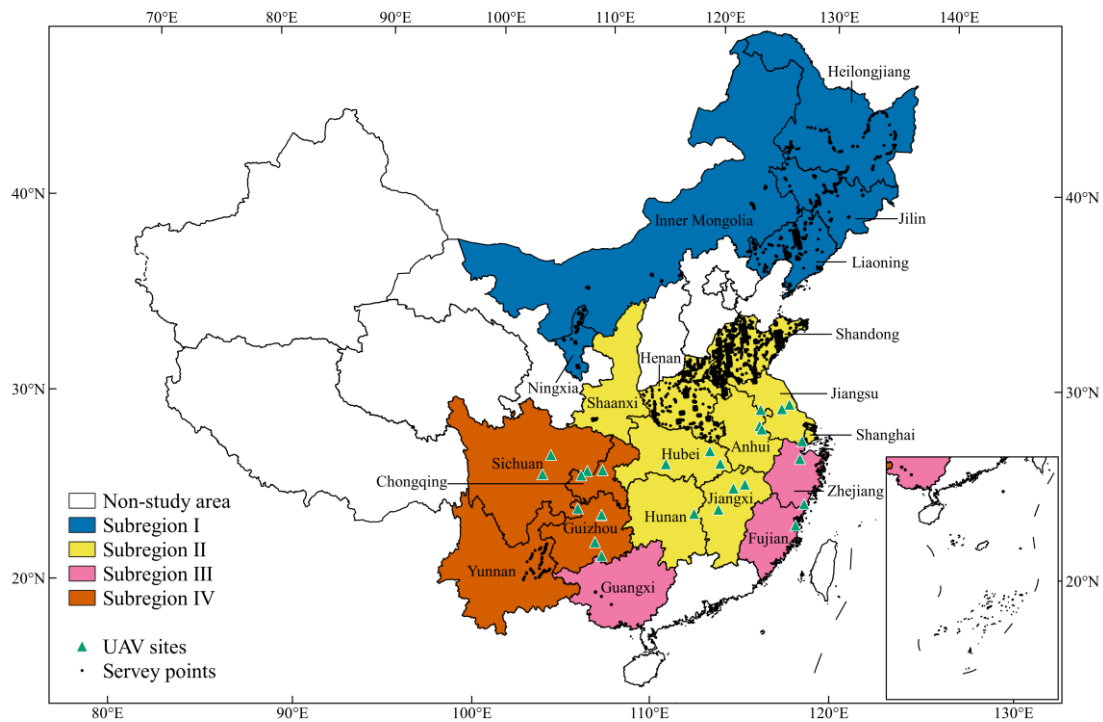 70°E 80°E 90°E 100°E 110°E 120°E 130°E 140°E
Heilongjiang
40°N 40°N
Inner Mongolia
Jilin
Liaoning
Shandong
Henan
30°N 30°N
Ningxia
Shaanxi
Jiangsu
Anhui
Shanghai
Hubei
Sichuan
Chongqing
Zhejiang
Jiangxi
Hunan
Guizhou
Fujian
Yunnan
Guangxi
20°N 20°N
Non-study area
Subregion I
Subregion II
Subregion III
Subregion IV
UAV sites
Servey points
80°E 90°E 100°E 110°E 120°E 130°E